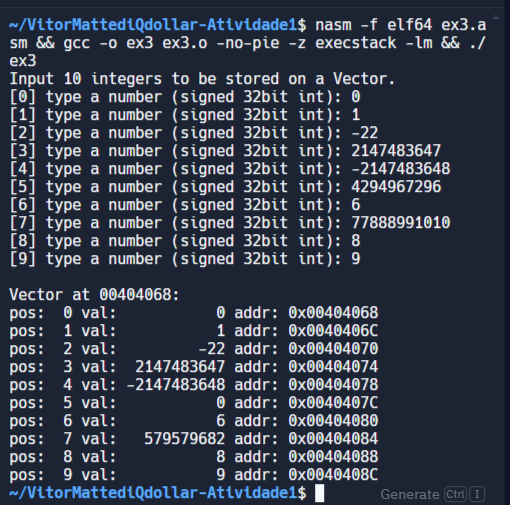 ~/VitorMattediQdollar-Atividade1$ nasm -f elf64 ex3.a
sm && gcc -o ex3 ex3.o -no-pie -z execstack -lm && ./
ex3
Input 10 integers to be stored on a Vector.
[0] type a number (signed 32bit int): 0
[1] type a number (signed 32bit int): 1
[2] type a number (signed 32bit int): -22
[3] type a number (signed 32bit int): 2147483647
[4] type a number (signed 32bit int): -2147483648
[5] type a number (signed 32bit int): 4294967296
[6] type a number (signed 32bit int): 6
[7] type a number (signed 32bit int): 77888991010
[8] type a number (signed 32bit int): 8
[9] type a number (signed 32bit int): 9

Vector at 00404068:
pos:  0 val:           0 addr: 0x00404068
pos:  1 val:           1 addr: 0x0040406C
pos:  2 val:         -22 addr: 0x00404070
pos:  3 val:  2147483647 addr: 0x00404074
pos:  4 val: -2147483648 addr: 0x00404078
pos:  5 val:           0 addr: 0x0040407C
pos:  6 val:           6 addr: 0x00404080
pos:  7 val:   579579682 addr: 0x00404084
pos:  8 val:           8 addr: 0x00404088
pos:  9 val:           9 addr: 0x0040408C
~/VitorMattediQdollar-Atividade1$ Generate Ctrl I